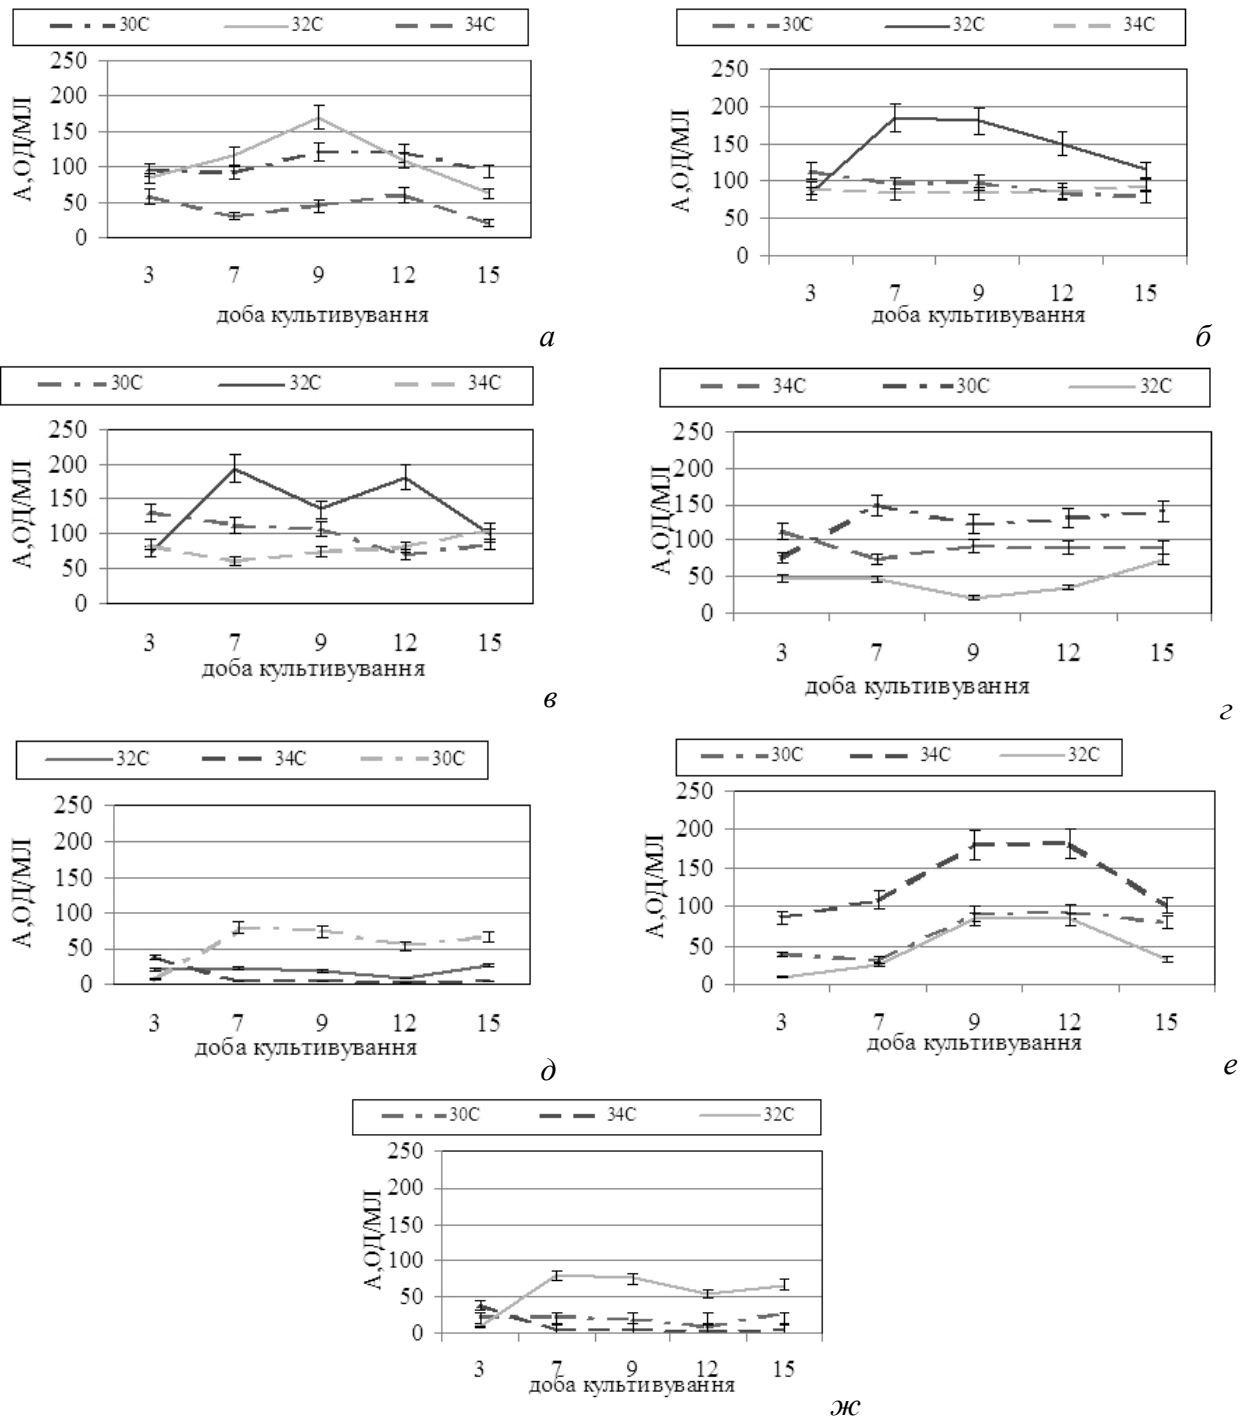 30С 32С 34С
250
200
150
100
50
0
А,ОД/МЛ
3 7 9 12 15
доба культивування
а
30С 32С 34С
250
200
150
100
50
0
А,ОД/МЛ
3 7 9 12 15
доба культивування
б
30С 32С 34С
250
200
150
100
50
0
А,ОД/МЛ
3 7 9 12 15
доба культивування
в
34С 30С 32С
250
200
150
100
50
0
А,ОД/МЛ
3 7 9 12 15
доба культивування
г
32С 34С 30С
250
200
150
100
50
0
А,ОД/МЛ
3 7 9 12 15
доба культивування
д
30С 34С 32С
250
200
150
100
50
0
А,ОД/МЛ
3 7 9 12 15
доба культивування
е
30С 34С 32С
250
200
150
100
50
0
А,ОД/МЛ
3 7 9 12 15
доба культивування
ж